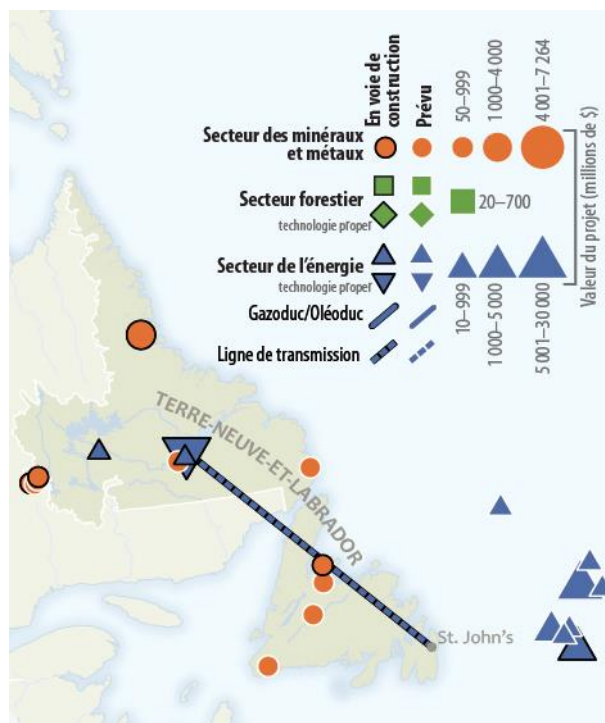 En voie de
construction
Prévu
50–999
1 000–4 000
4 001–7 264
Secteur des minéraux
et métaux
Secteur forestier
20–700
technologie proper
Secteur de l'énergie
technologie proper
10–999
1 000–5 000
5 001–30 000
Gazoduc/Oléoduc
Ligne de transmission
Valeur du projet (millions de $)
TERRE-NEUVE-ET-LABRADOR
St. John's